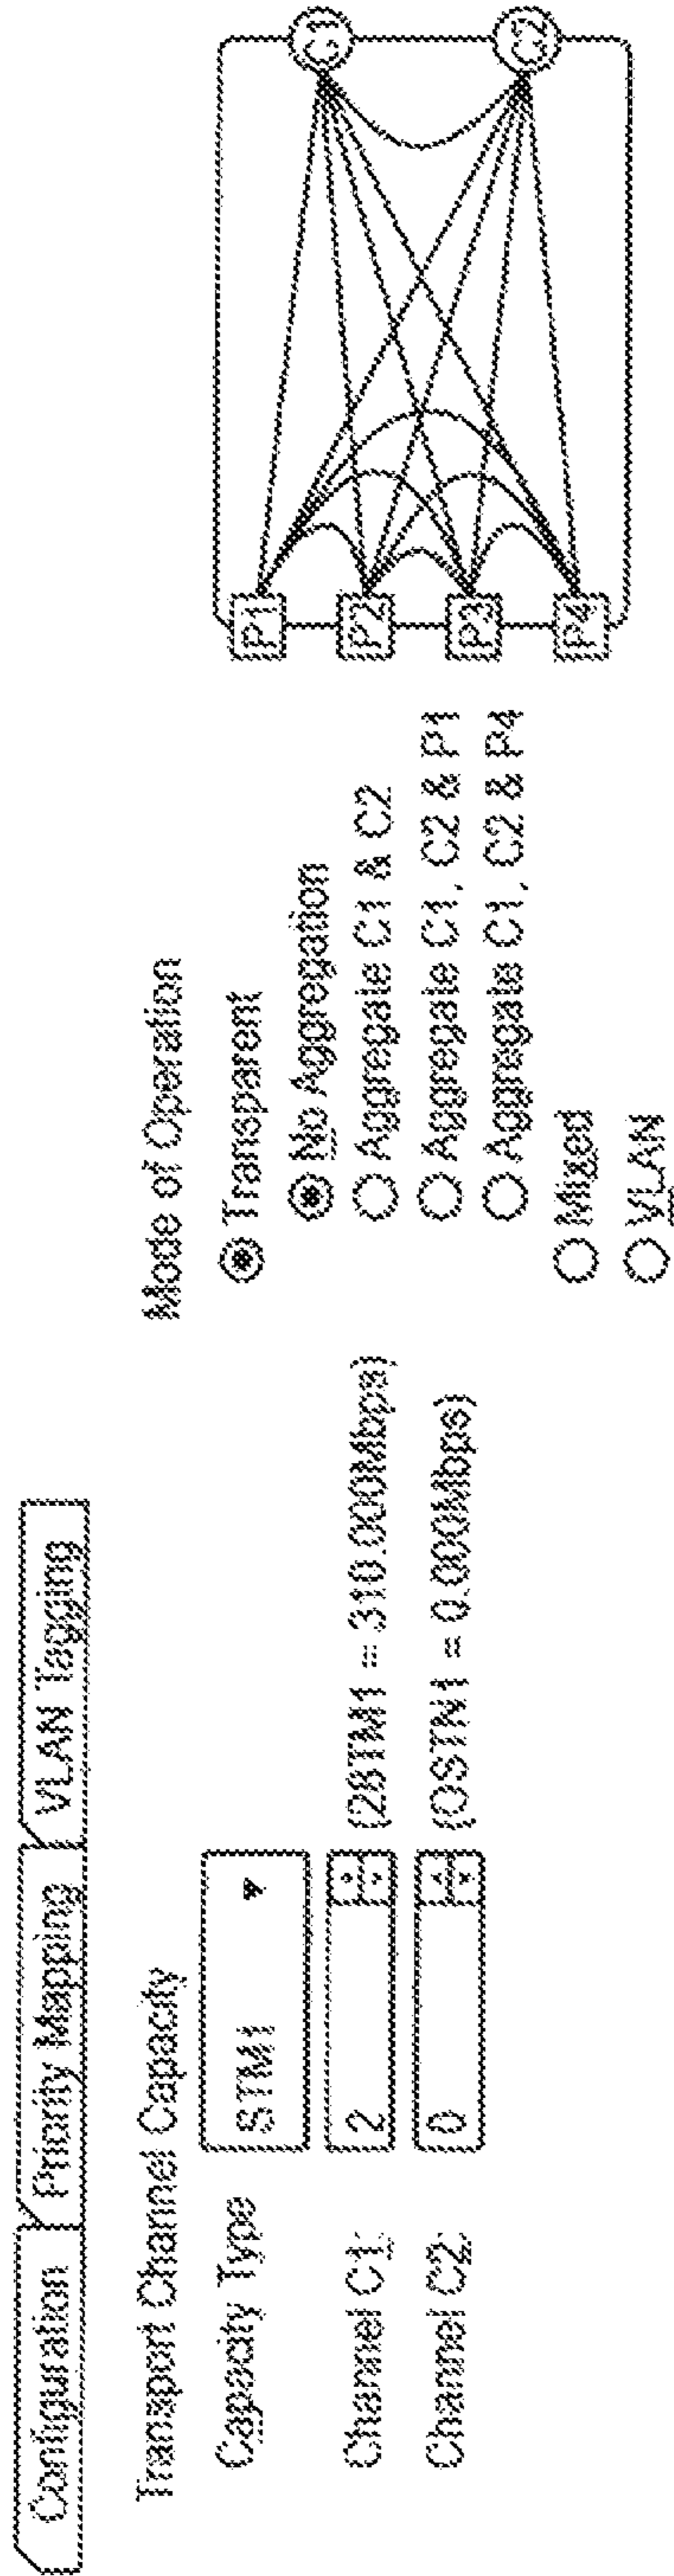 Configuration
Priority Mapping
VLAN Tagging
Transport Channel Capacity
Capacity Type
STM1
Channel C1:
2
(2STM1 = 310.000Mbps)
Channel C2:
0
(OSTN1 = 0.000Mbps)
Mode of Operation
Transparent
No Aggregation
Aggregate C1 & C2
Aggregate C1, C2 & P1
Aggregate C1, C2 & P4
Mixed
VLAN
P1
P2
P3
P4
C1
C2